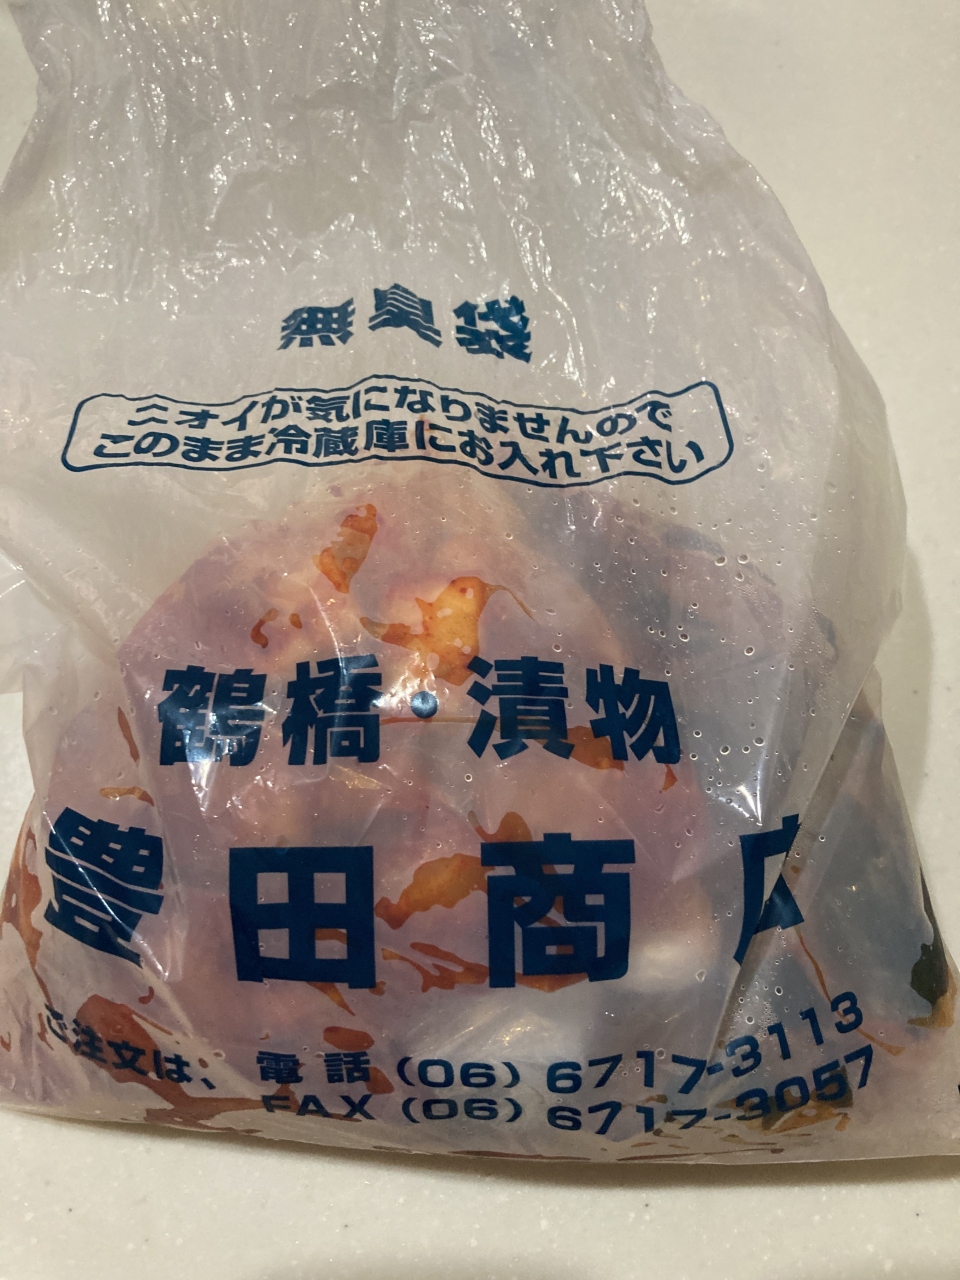 無臭袋
ニオイが気になりませんので
このまま冷蔵庫にお入れ下さい
鶴橋・漬物
豊田商店
ご注文は、電話(06)6717-3113
FAX(06)6717-3057